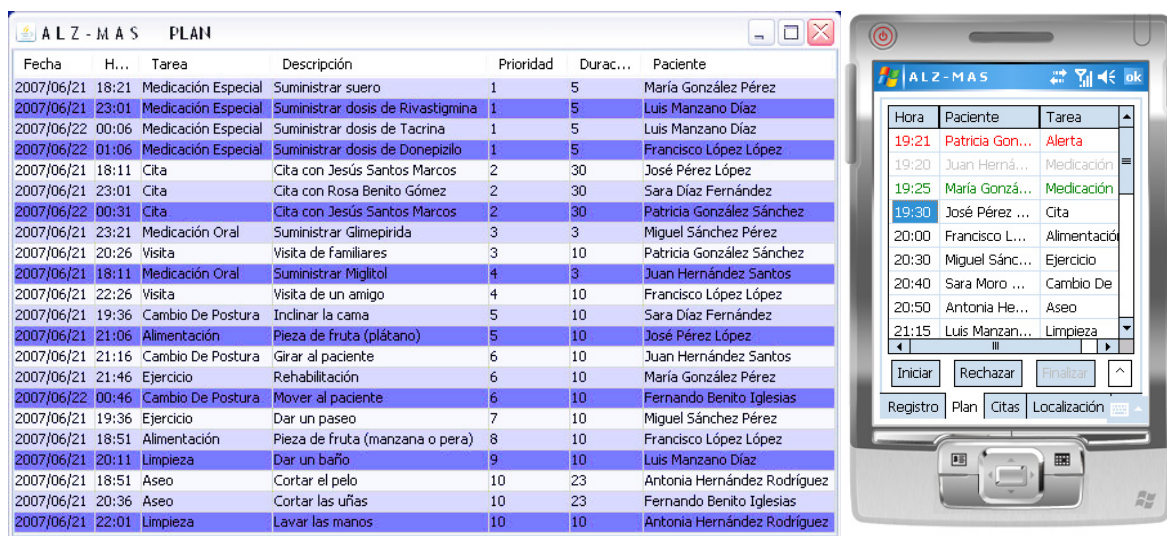 ALZ-MAS PLAN
Fecha H... Tarea Descripción Prioridad Durac... Paciente
2007/06/21 18:21 Medicación Especial Suministrar suero 1 5 María González Pérez
2007/06/21 23:01 Medicación Especial Suministrar dosis de Rivastigmina 1 5 Luis Manzano Díaz
2007/06/22 00:06 Medicación Especial Suministrar dosis de Tacrina 1 5 Luis Manzano Díaz
2007/06/22 01:06 Medicación Especial Suministrar dosis de Donepizilo 1 5 Francisco López López
2007/06/21 18:11 Cita Cita con Jesús Santos Marcos 2 30 José Pérez López
2007/06/21 23:01 Cita Cita con Rosa Benito Gómez 2 30 Sara Díaz Fernández
2007/06/22 00:31 Cita Cita con Jesús Santos Marcos 2 30 Patricia González Sánchez
2007/06/21 23:21 Medicación Oral Suministrar Glimepirida 3 3 Miguel Sánchez Pérez
2007/06/21 20:26 Visita Visita de familiares 3 10 Patricia González Sánchez
2007/06/21 18:11 Medicación Oral Suministrar Miglitol 4 3 Juan Hernández Santos
2007/06/21 22:26 Visita Visita de un amigo 4 10 Francisco López López
2007/06/21 19:36 Cambio De Postura Inclinar la cama 5 10 Sara Díaz Fernández
2007/06/21 21:06 Alimentación Pieza de fruta (plátano) 5 10 José Pérez López
2007/06/21 21:16 Cambio De Postura Girar al paciente 6 10 Juan Hernández Santos
2007/06/21 21:46 Ejercicio Rehabilitación 6 10 María González Pérez
2007/06/22 00:46 Cambio De Postura Mover al paciente 6 10 Fernando Benito Iglesias
2007/06/21 19:36 Ejercicio Dar un paseo 7 10 Miguel Sánchez Pérez
2007/06/21 18:51 Alimentación Pieza de fruta (manzana o pera) 8 10 Francisco López López
2007/06/21 20:11 Limpieza Dar un baño 9 10 Luis Manzano Díaz
2007/06/21 18:51 Aseo Cortar el pelo 10 23 Antonia Hernández Rodríguez
2007/06/21 20:36 Aseo Cortar las uñas 10 23 Fernando Benito Iglesias
2007/06/21 22:01 Limpieza Lavar las manos 10 10 Antonia Hernández Rodríguez
ALZ-MAS ok
Hora Paciente Tarea
19:21 Patricia Gon... Alerta
19:20 Juan Herná... Medicación
19:25 María Gonzá... Medicación
19:30 José Pérez ... Cita
20:00 Francisco L... Alimentación
20:30 Miguel Sánc... Ejercicio
20:40 Sara Moro ... Cambio De
20:50 Antonia He... Aseo
21:15 Luis Manzan... Limpieza
Iniciar Rechazar Finalizar ^
Registro Plan Citas Localización